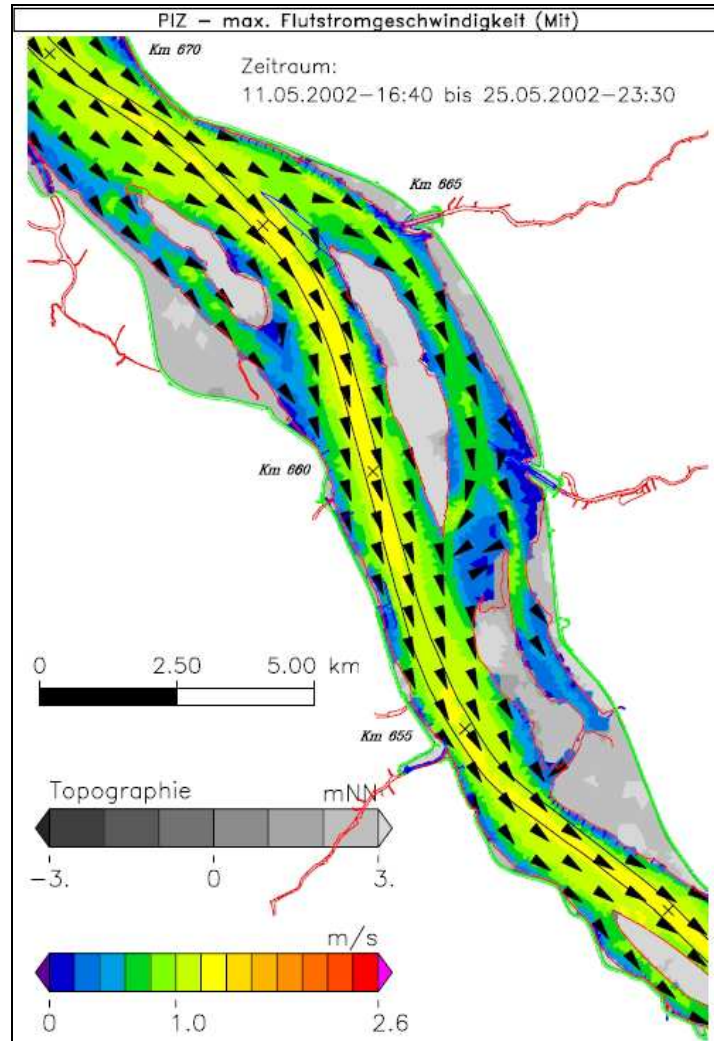 PIZ – max. Flutstromgeschwindigkeit (Mit)
Km 670
Zeitraum:
11.05.2002–16:40 bis 25.05.2002–23:30
Km 665
Km 660
0 2.50 5.00 km
Km 655
Topographie mNN
−3. 0 3.
m/s
0 1.0 2.6